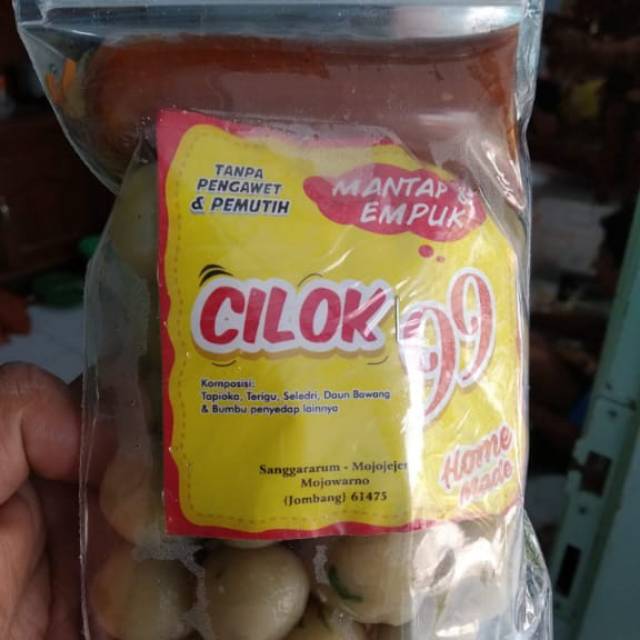 TANPA
PENGAWET
& PEMUTIH
MANTAP &
EMPUK
CILOK 99
Komposisi:
Tapioka, Terigu, Seledri, Daun Bawang
& Bumbu penyedap lainnya
Sanggararum - Mojojejer
Mojowarno
(Jombang) 61475
Home
Made